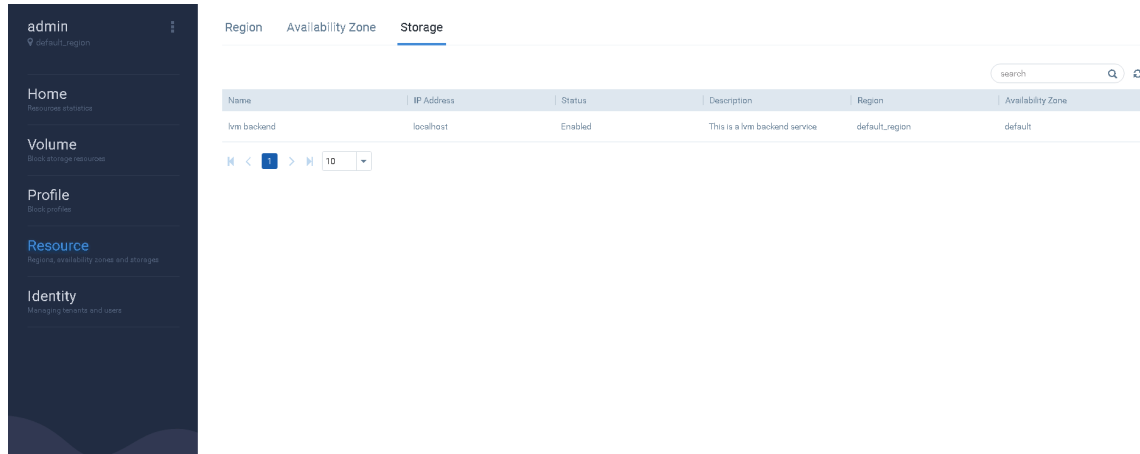 admin
default_region
Home
Resources statistics
Volume
Block storage resources
Profile
Block profiles
Resource
Regions, availability zones and storages
Identity
Managing tenants and users
Region Availability Zone Storage
search
Name IP Address Status Description Region Availability Zone
lvm backend localhost Enabled This is a lvm backend service default_region default
1 10